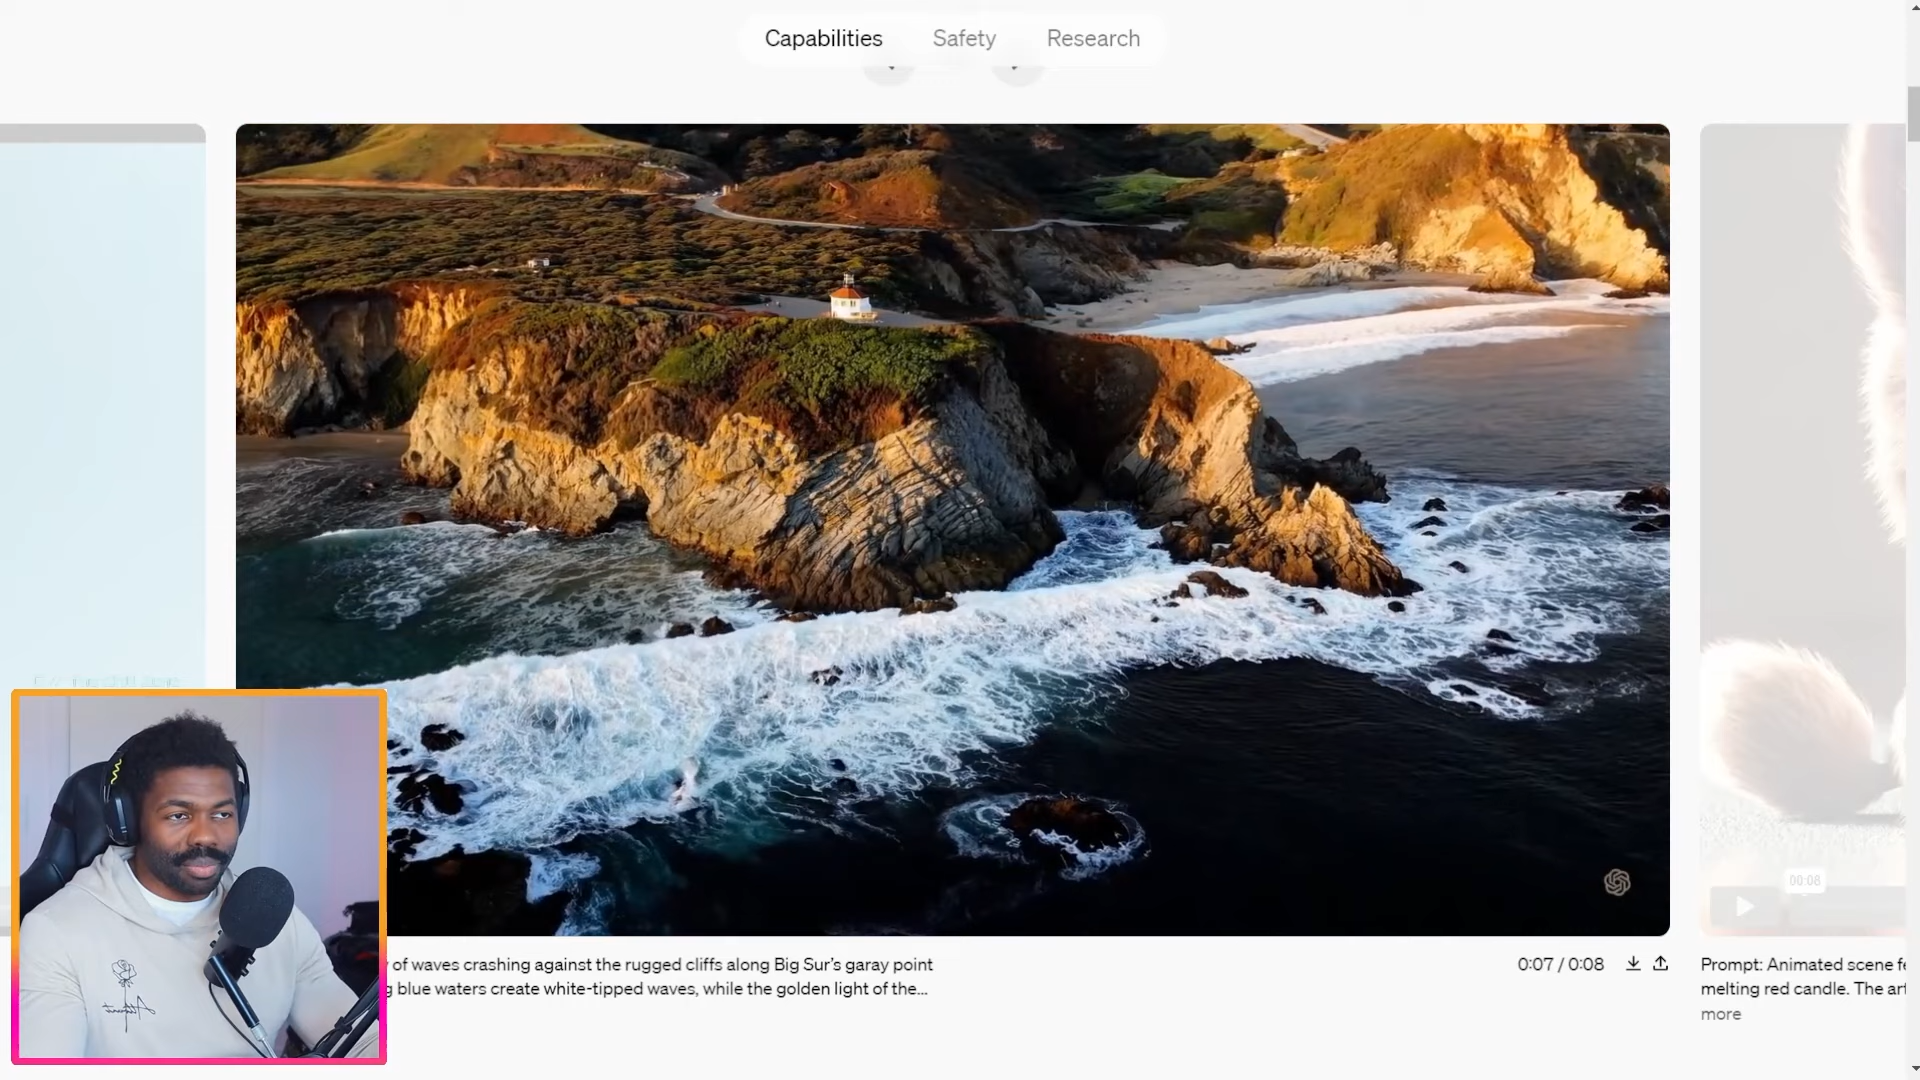 Capabilities Safety Research
of waves crashing against the rugged cliffs along Big Sur’s garay point
blue waters create white-tipped waves, while the golden light of the...
0:07 / 0:08
00:08
Prompt: Animated scene
melting red candle. The
more